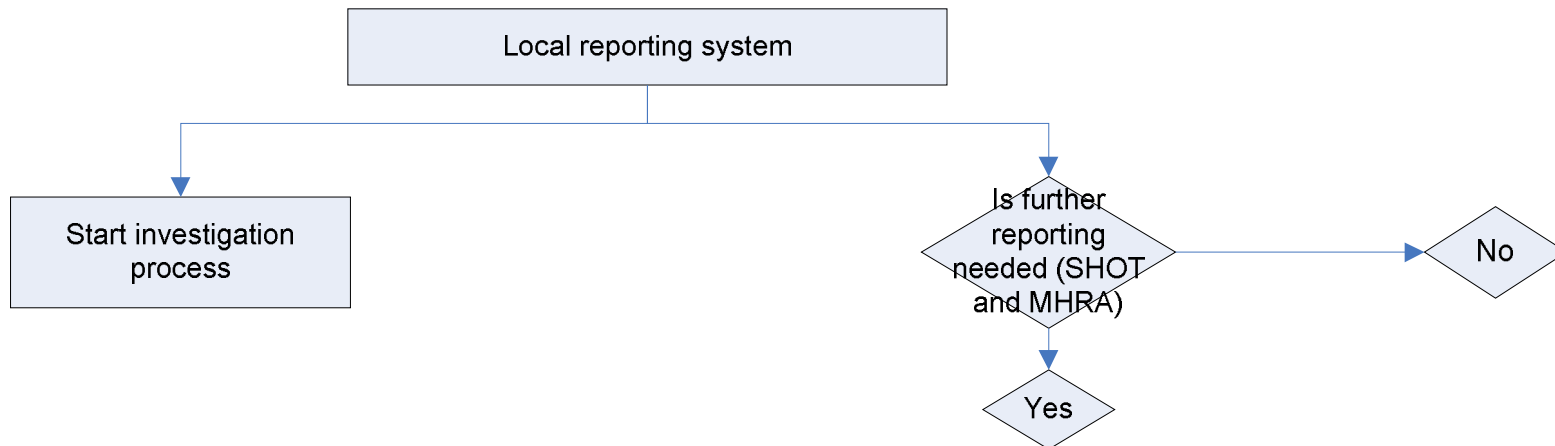 Local reporting system
Start investigation
process
Is further
reporting
needed (SHOT
and MHRA)
No
Yes